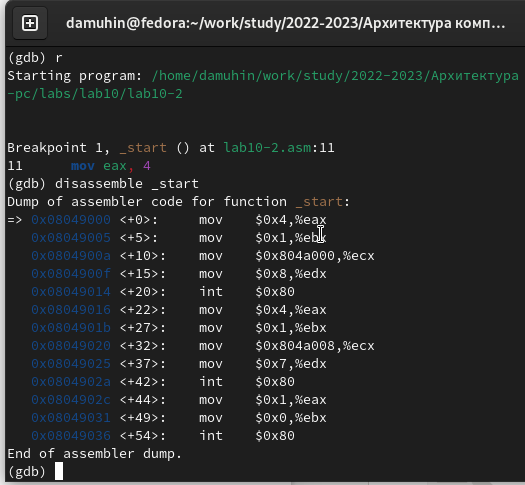 damuhin@fedora:~/work/study/2022-2023/Архитектура комп...
(gdb) r
Starting program: /home/damuhin/work/study/2022-2023/Архитектура
-pc/labs/lab10/lab10-2
Breakpoint 1, _start () at lab10-2.asm:11
11      mov eax, 4
(gdb) disassemble _start
Dump of assembler code for function _start:
=> 0x08049000 <+0>:     mov    $0x4,%eax
   0x08049005 <+5>:     mov    $0x1,%ebx
   0x0804900a <+10>:    mov    $0x804a000,%ecx
   0x0804900f <+15>:    mov    $0x8,%edx
   0x08049014 <+20>:    int    $0x80
   0x08049016 <+22>:    mov    $0x4,%eax
   0x0804901b <+27>:    mov    $0x1,%ebx
   0x08049020 <+32>:    mov    $0x804a008,%ecx
   0x08049025 <+37>:    mov    $0x7,%edx
   0x0804902a <+42>:    int    $0x80
   0x0804902c <+44>:    mov    $0x1,%eax
   0x08049031 <+49>:    mov    $0x0,%ebx
   0x08049036 <+54>:    int    $0x80
End of assembler dump.
(gdb)